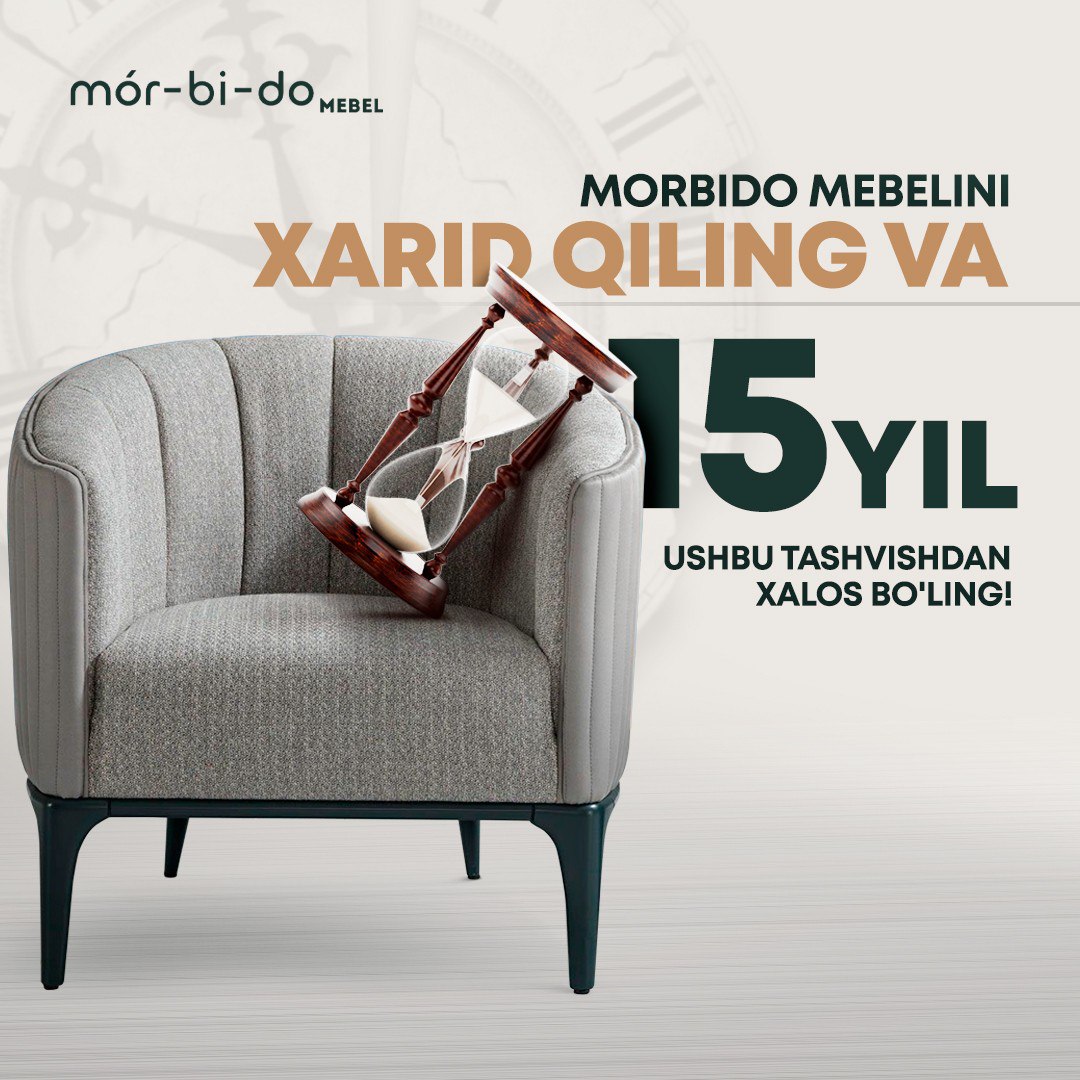 mór-bi-do MEBEL
MORBIDO MEBELINI
XARID QILING VA
15 YIL
USHBU TASHVISHDAN
XALOS BO'LING!